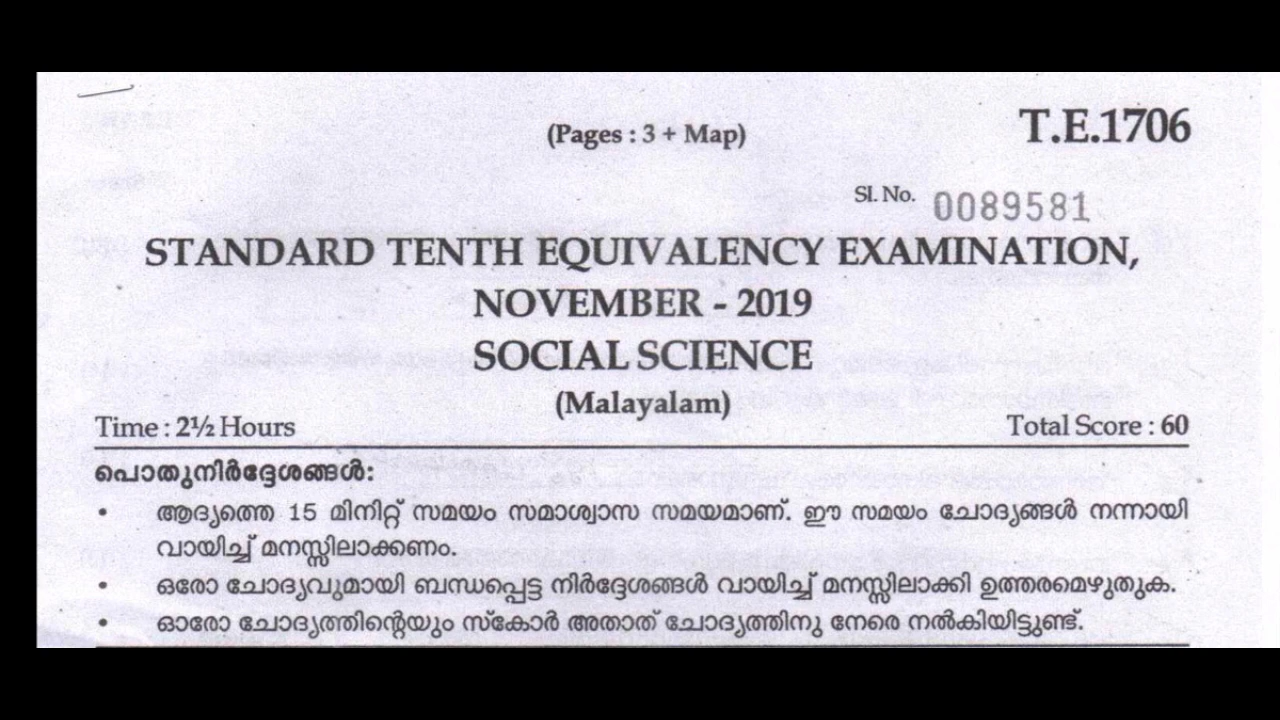 (Pages : 3 + Map)
T.E.1706
Sl. No. 0089581
STANDARD TENTH EQUIVALENCY EXAMINATION,
NOVEMBER - 2019
SOCIAL SCIENCE
(Malayalam)
Time : 2½ Hours
Total Score : 60
പൊതുനിർദ്ദേശങ്ങൾ:
• ആദ്യത്തെ 15 മിനിറ്റ് സമയം സമാശ്വാസ സമയമാണ്. ഈ സമയം ചോദ്യങ്ങൾ നന്നായി
വായിച്ച് മനസ്സിലാക്കണം.
• ഒരോ ചോദ്യവുമായി ബന്ധപ്പെട്ട നിർദ്ദേശങ്ങൾ വായിച്ച് മനസ്സിലാക്കി ഉത്തരമെഴുതുക.
• ഓരോ ചോദ്യത്തിന്റെയും സ്കോർ അതാത് ചോദ്യത്തിനു നേരെ നൽകിയിട്ടുണ്ട്.